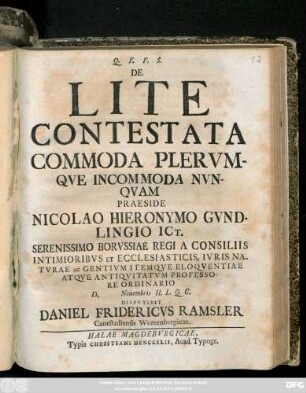 Q. F. F. S.
17
DE
LITE
CONTESTATA
COMMODA PLERVM-
QVE INCOMMODA NVN-
QVAM
PRAESIDE
NICOLAO HIERONYMO GVND-
LINGIO ICT.
SERENISSIMO BORVSSIAE REGI A CONSILIIS
INTIMIORIBVS ET ECCLESIASTICIS, IVRIS NA-
TVRAE ac GENTIVM ITEMQVE ELOQVENTIAE
ATQVE ANTIQVITATVM PROFESSO-
RE ORDINARIO
D. Novembris H. L. Q. C.
DISPVTABIT
DANIEL FRIDERICVS RAMSLER
Canstadiensis Würtenbergicus.
HALAE MAGDEBVRGICAE,
Typis CHRISTIANI HENCKELII, Acad. Typogr.